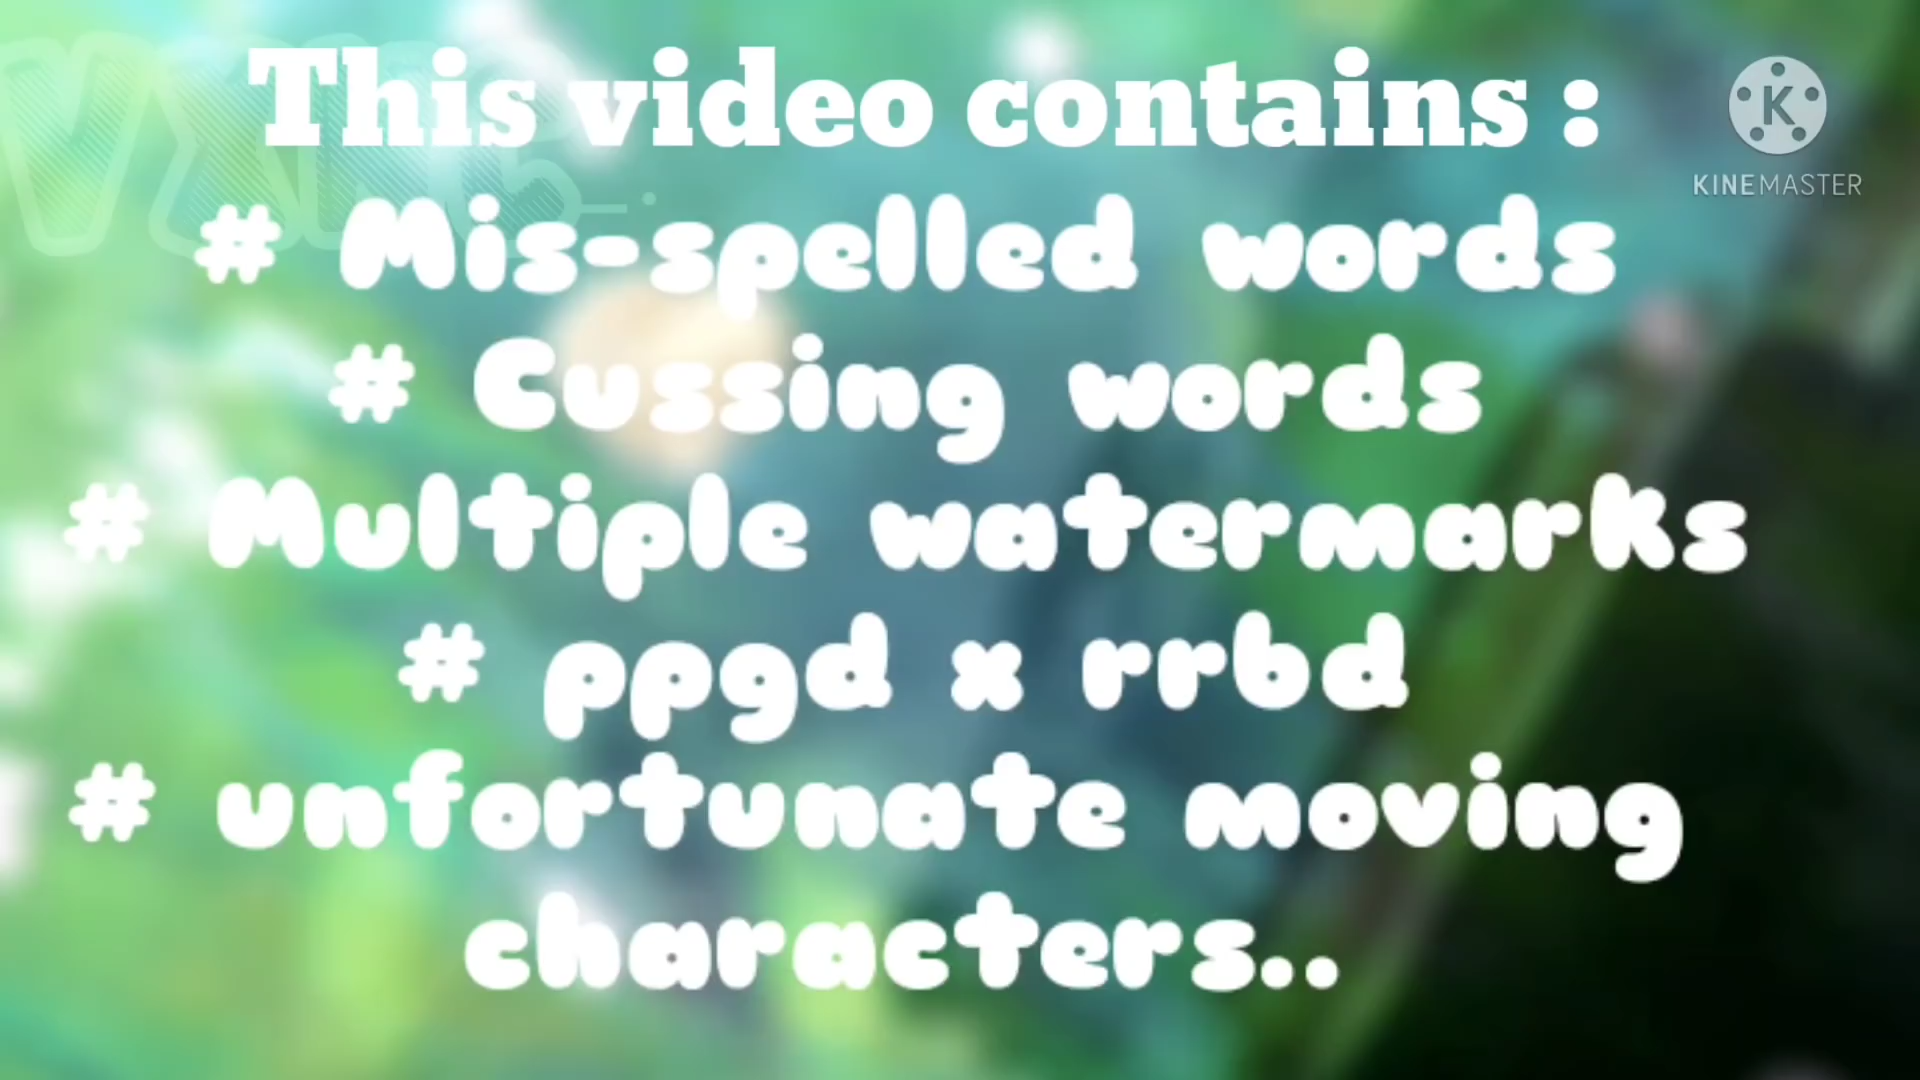 This video contains :
KINEMASTER
# Mis-spelled words
# Cussing words
# Multiple watermarks
# ppgd x rrbd
# unfortunate moving
characters..